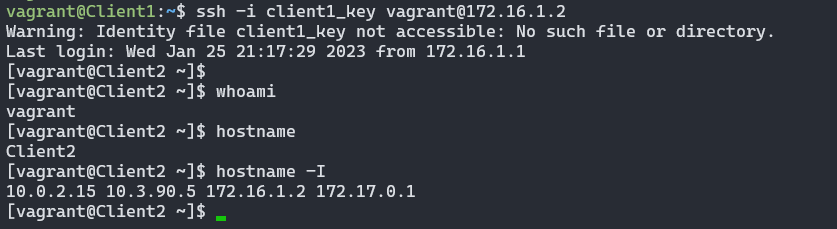 vagrant@Client1:~$ ssh -i client1_key vagrant@172.16.1.2
Warning: Identity file client1_key not accessible: No such file or directory.
Last login: Wed Jan 25 21:17:29 2023 from 172.16.1.1
[vagrant@Client2 ~]$
[vagrant@Client2 ~]$ whoami
vagrant
[vagrant@Client2 ~]$ hostname
Client2
[vagrant@Client2 ~]$ hostname -I
10.0.2.15 10.3.90.5 172.16.1.2 172.17.0.1
[vagrant@Client2 ~]$